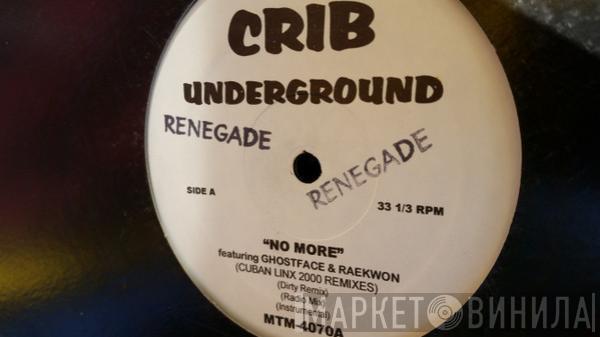 CRIB
UNDERGROUND
RENEGADE
RENEGADE
SIDE A
33 1/3 RPM
"NO MORE"
featuring GHOSTFACE & RAEKWON
(CUBAN LINX 2000 REMIXES)
(Dirty Remix)
(Radio Mix)
(Instrumental)
MTM-4070A
МАРКЕТ ВИНИЛА